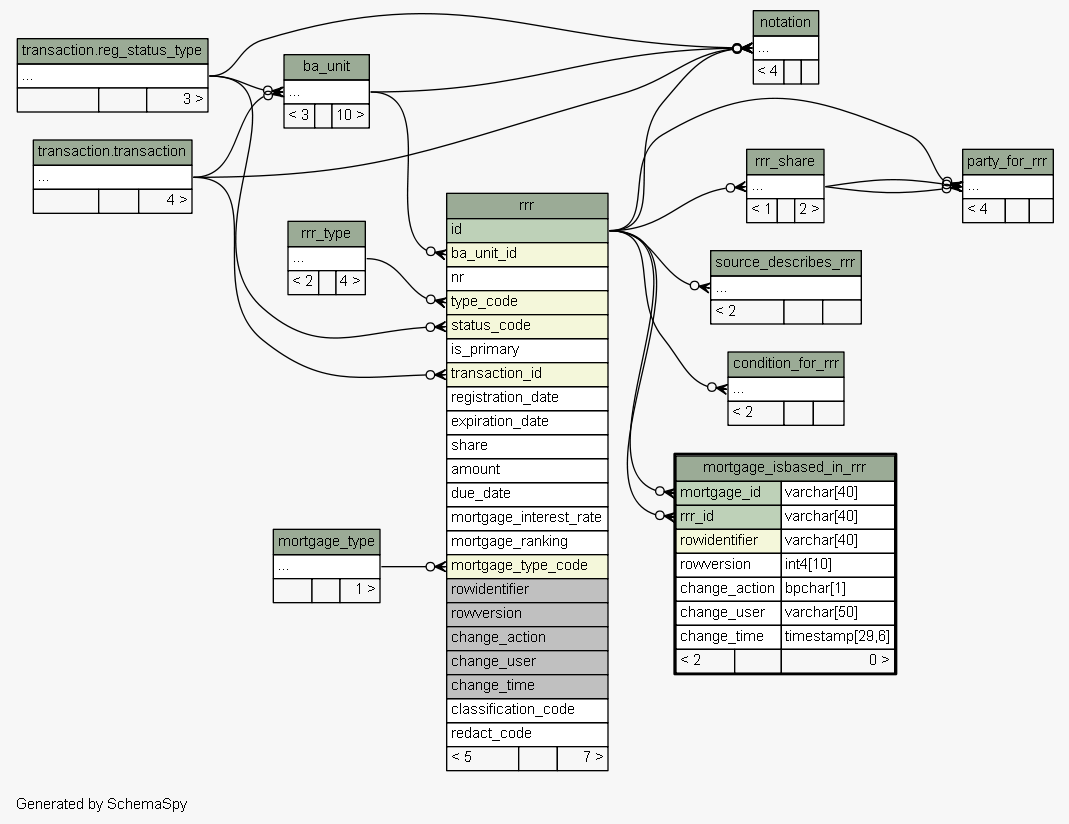 transaction.reg_status_type
...
3 >
transaction.transaction
...
4 >
ba_unit
...
< 3 10 >
rrr_type
...
< 2 4 >
mortgage_type
...
1 >
rrr
id
ba_unit_id
nr
type_code
status_code
is_primary
transaction_id
registration_date
expiration_date
share
amount
due_date
mortgage_interest_rate
mortgage_ranking
mortgage_type_code
rowidentifier
rowversion
change_action
change_user
change_time
classification_code
redact_code
< 5 7 >
notation
...
< 4
rrr_share
...
< 1 2 >
party_for_rrr
...
< 4
source_describes_rrr
...
< 2
condition_for_rrr
...
< 2
mortgage_isbased_in_rrr
mortgage_id varchar[40]
rrr_id varchar[40]
rowidentifier varchar[40]
rowversion int4[10]
change_action bpchar[1]
change_user varchar[50]
change_time timestamp[29,6]
< 2 0 >
Generated by SchemaSpy